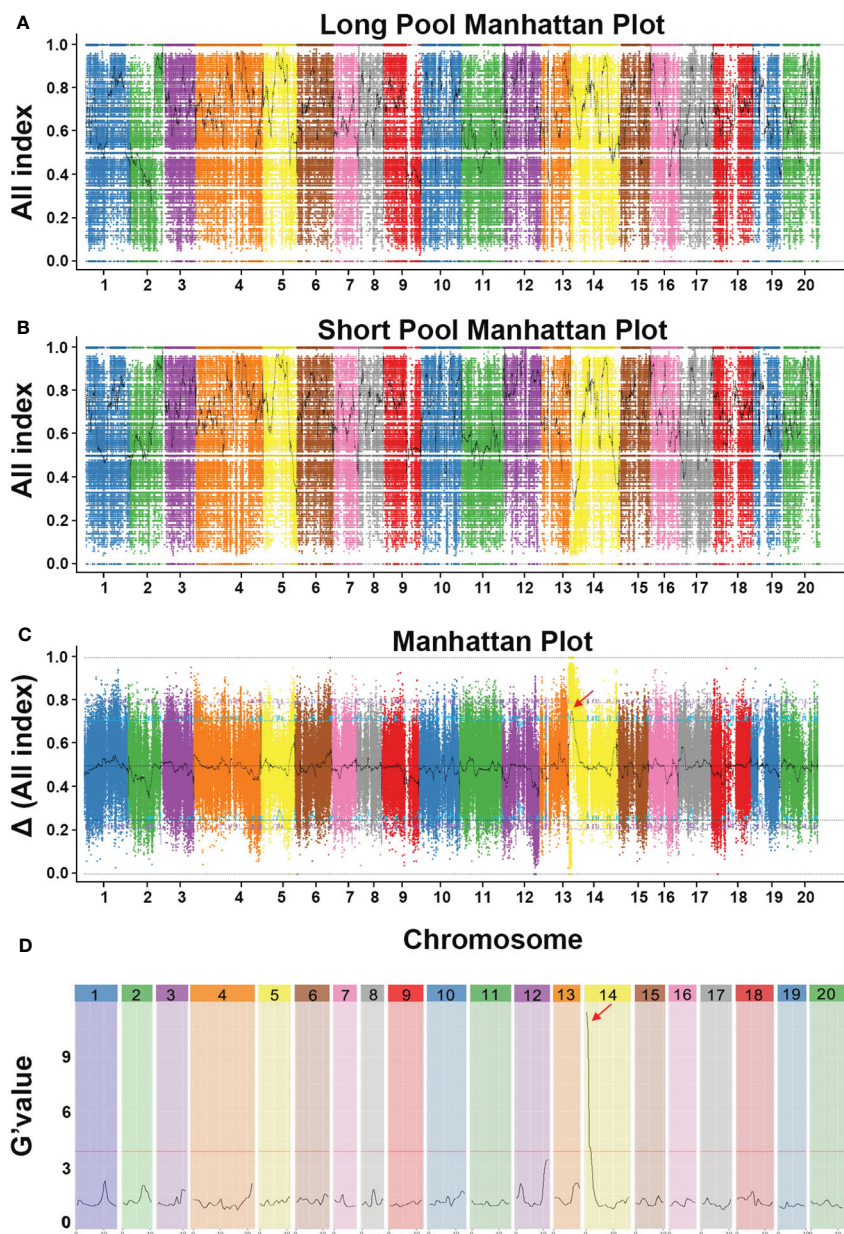 A
Long Pool Manhattan Plot
All index
1.0
0.8
0.6
0.4
0.2
0.0
1 2 3 4 5 6 7 8 9 10 11 12 13 14 15 16 17 18 19 20
B
Short Pool Manhattan Plot
All index
1.0
0.8
0.6
0.4
0.2
0.0
1 2 3 4 5 6 7 8 9 10 11 12 13 14 15 16 17 18 19 20
C
Manhattan Plot
Δ (All index)
1.0
0.8
0.6
0.4
0.2
0.0
1 2 3 4 5 6 7 8 9 10 11 12 13 14 15 16 17 18 19 20
Chromosome
D
1 2 3 4 5 6 7 8 9 10 11 12 13 14 15 16 17 18 19 20
G'value
9
6
3
0